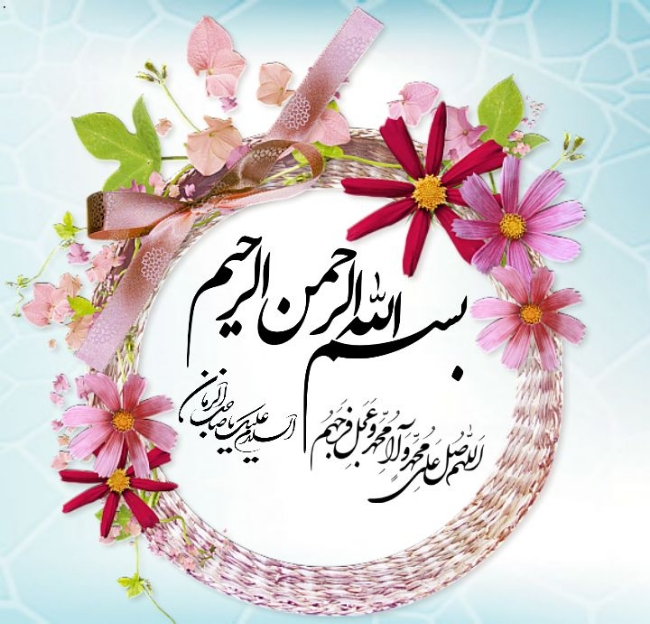 بسم الله الرحمن الرحیم
اللهم صل علی محمد وآل محمد وعجل فرجهم
السلام علیک یا صاحب الزمان